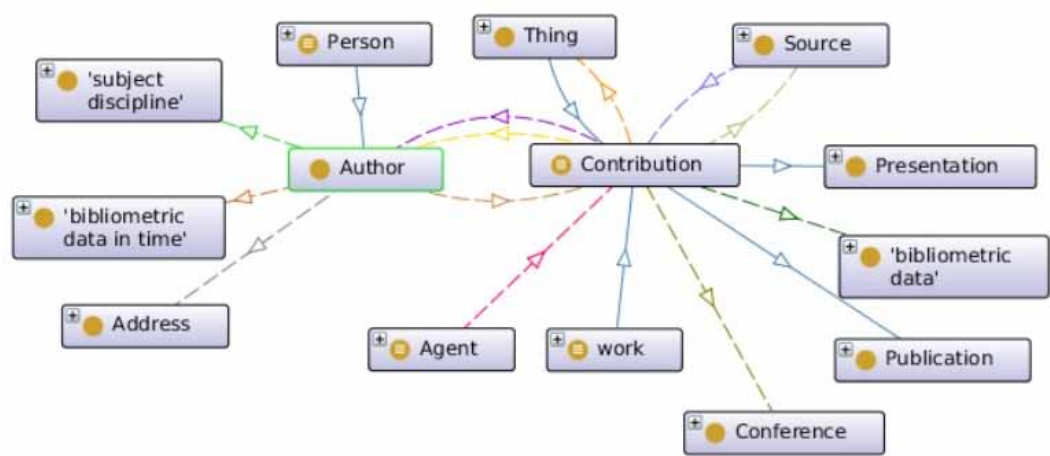 Person
Thing
Source
'subject
discipline'
Author
Contribution
Presentation
'bibliometric
data in time'
'bibliometric
data'
Address
Agent
work
Publication
Conference